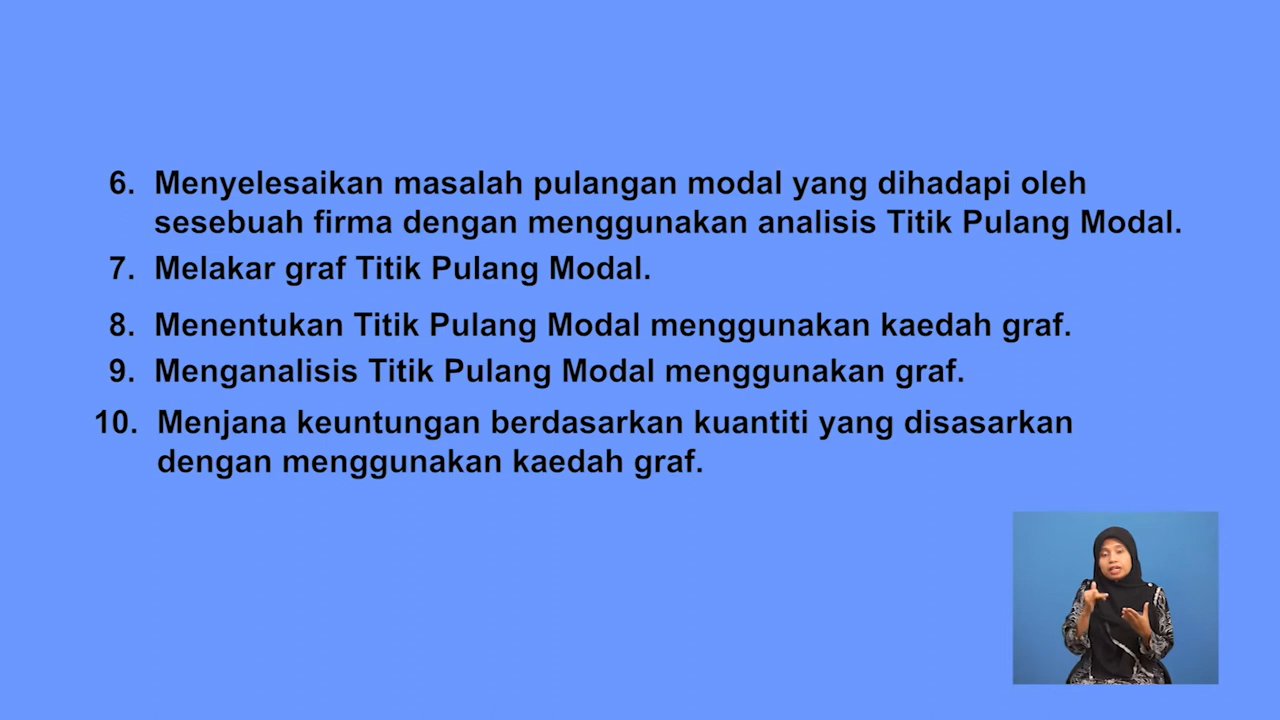 6. Menyelesaikan masalah pulangan modal yang dihadapi oleh
sesebuah firma dengan menggunakan analisis Titik Pulang Modal.
7. Melakar graf Titik Pulang Modal.
8. Menentukan Titik Pulang Modal menggunakan kaedah graf.
9. Menganalisis Titik Pulang Modal menggunakan graf.
10. Menjana keuntungan berdasarkan kuantiti yang disasarkan
dengan menggunakan kaedah graf.